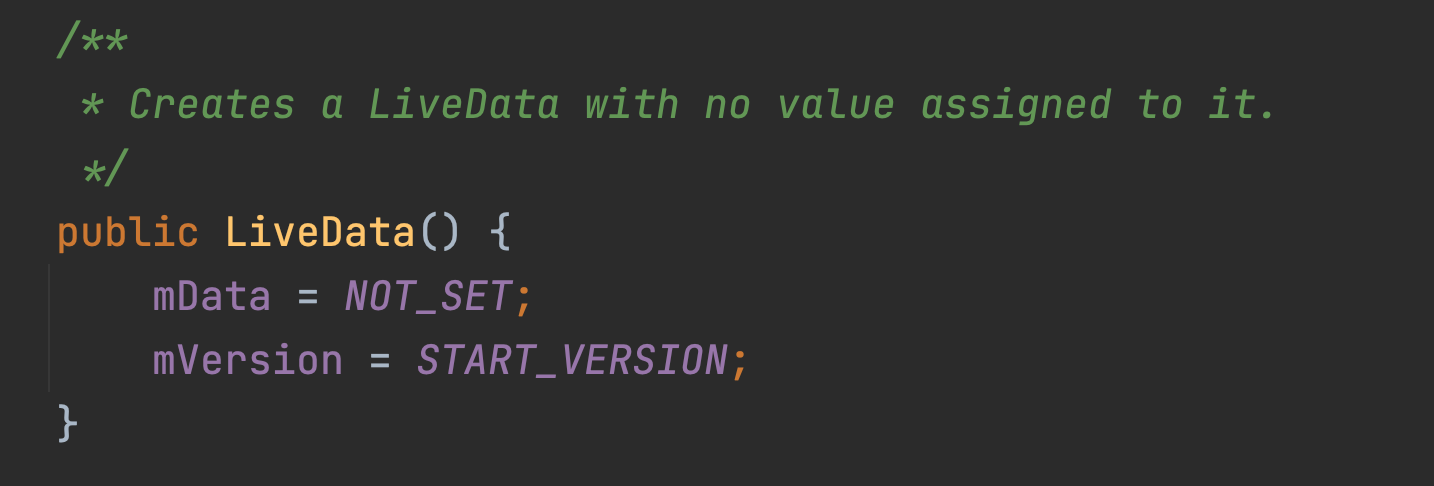 /**
 * Creates a LiveData with no value assigned to it.
 */
public LiveData() {
    mData = NOT_SET;
    mVersion = START_VERSION;
}